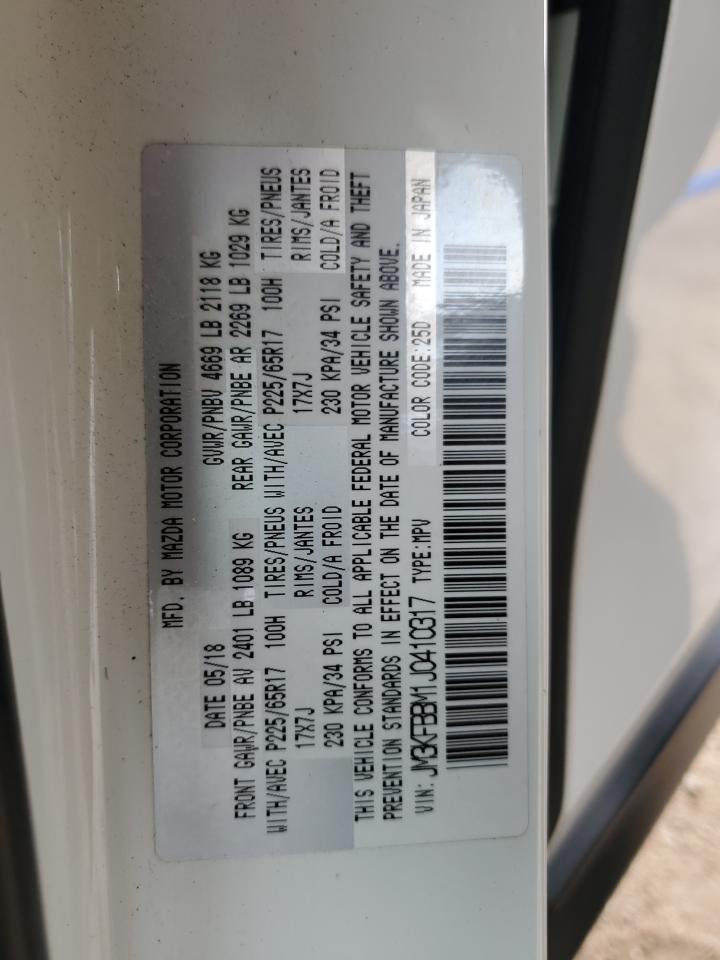 MFD. BY MAZDA MOTOR CORPORATION
DATE 05/18 GVWR/PNBV 4669 LB 2118 KG
FRONT GAWR/PNBE AV 2401 LB 1089 KG REAR GAWR/PNBE AR 2269 LB 1029 KG
WITH/AVEC P225/65R17 100H TIRES/PNEUS WITH/AVEC P225/65R17 100H TIRES/PNEUS
17X7J RIMS/JANTES 17X7J RIMS/JANTES
230 KPA/34 PSI COLD/A FROID 230 KPA/34 PSI COLD/A FROID
THIS VEHICLE CONFORMS TO ALL APPLICABLE FEDERAL MOTOR VEHICLE SAFETY AND THEFT
PREVENTION STANDARDS IN EFFECT ON THE DATE OF MANUFACTURE SHOWN ABOVE.
VIN: JM3KFBBM1J0410317 TYPE:MPV COLOR CODE:25D MADE IN JAPAN